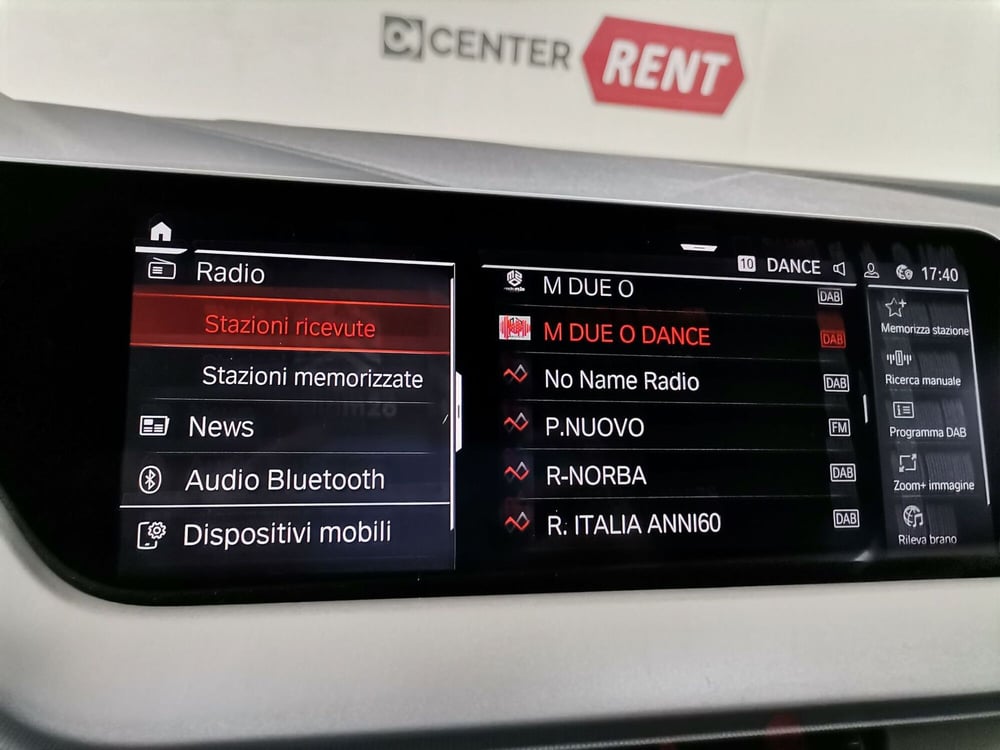 CENTER RENT
10 DANCE 17:40
Radio
Stazioni ricevute
Stazioni memorizzate
News
Audio Bluetooth
Dispositivi mobili
M DUE O DAB
M DUE O DANCE DAB
No Name Radio DAB
P.NUOVO FM
R-NORBA DAB
R. ITALIA ANNI60 DAB
Memorizza stazione
Ricerca manuale
Programma DAB
Zoom+ immagine
Rileva brano